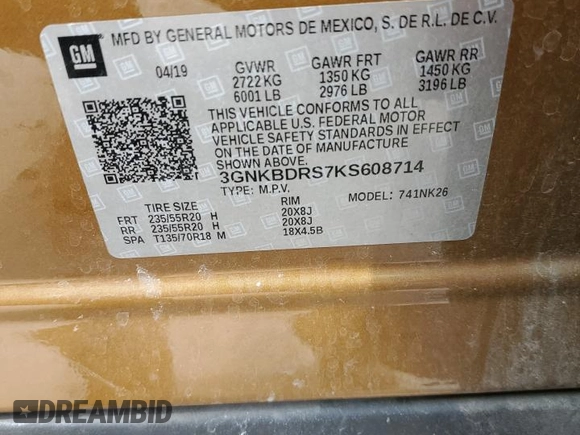 GM
MFD BY GENERAL MOTORS DE MEXICO, S. DE R.L. DE C.V.
04/19 GVWR GAWR FRT GAWR RR
2722 KG 1350 KG 1450 KG
6001 LB 2976 LB 3196 LB
THIS VEHICLE CONFORMS TO ALL
APPLICABLE U.S. FEDERAL MOTOR
VEHICLE SAFETY STANDARDS IN EFFECT
ON THE DATE OF MANUFACTURE
SHOWN ABOVE.
3GNKBDRS7KS608714
TYPE: M.P.V. MODEL: 741NK26
TIRE SIZE RIM
FRT 235/55R20 H 20X8J
RR 235/55R20 H 20X8J
SPA T135/70R18 M 18X4.5B
DREAMBID